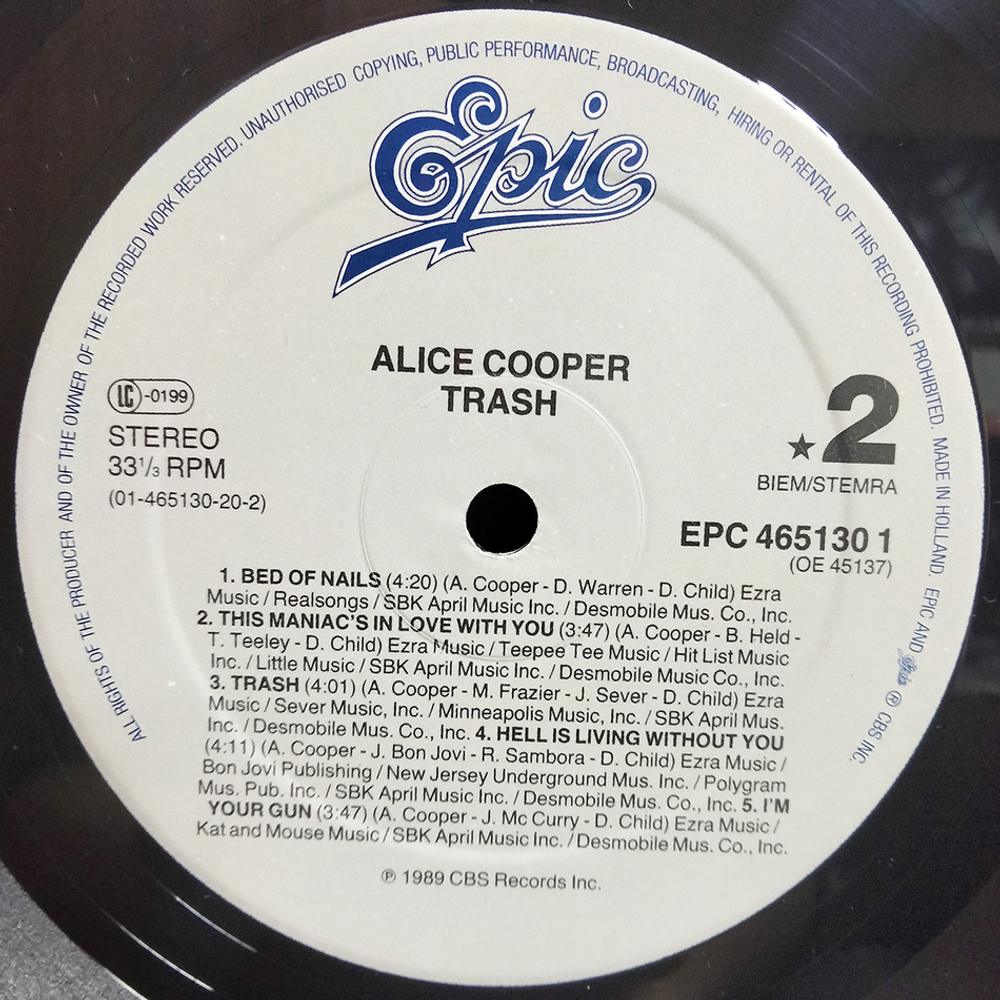 ALL RIGHTS OF THE PRODUCER AND OF THE OWNER OF THE RECORDED WORK RESERVED. UNAUTHORISED COPYING, PUBLIC PERFORMANCE, BROADCASTING, HIRING OR RENTAL OF THIS RECORDING PROHIBITED. MADE IN HOLLAND. EPIC AND Epic ℗ CBS INC.
Epic
ALICE COOPER
TRASH
LC-0199
STEREO
33 1/3 RPM
(01-465130-20-2)
★2
BIEM/STEMRA
EPC 465130 1
(OE 45137)
1. BED OF NAILS (4:20) (A. Cooper - D. Warren - D. Child) Ezra
Music / Realsongs / SBK April Music Inc. / Desmobile Mus. Co., Inc.
2. THIS MANIAC'S IN LOVE WITH YOU (3:47) (A. Cooper - B. Held -
T. Teeley - D. Child) Ezra Music / Teepee Tee Music / Hit List Music
Inc. / Little Music / SBK April Music Inc. / Desmobile Music Co., Inc.
3. TRASH (4:01) (A. Cooper - M. Frazier - J. Sever - D. Child) Ezra
Music / Sever Music, Inc. / Minneapolis Music, Inc. / SBK April Mus.
Inc. / Desmobile Mus. Co., Inc. 4. HELL IS LIVING WITHOUT YOU
(4:11) (A. Cooper - J. Bon Jovi - R. Sambora - D. Child) Ezra Music /
Bon Jovi Publishing / New Jersey Underground Mus. Inc. / Polygram
Mus. Pub. Inc. / SBK April Music Inc. / Desmobile Mus. Co., Inc. 5. I'M
YOUR GUN (3:47) (A. Cooper - J. Mc Curry - D. Child) Ezra Music /
Kat and Mouse Music / SBK April Music Inc. / Desmobile Mus. Co., Inc.
℗ 1989 CBS Records Inc.